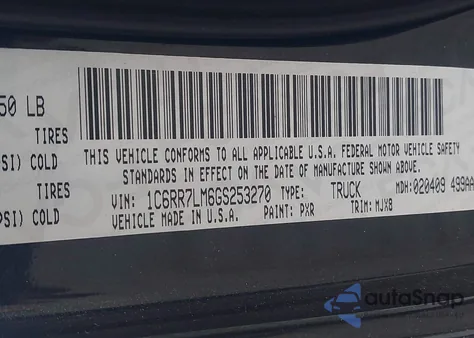 50 LB
TIRES
PSI) COLD
TIRES
PSI) COLD
THIS VEHICLE CONFORMS TO ALL APPLICABLE U.S.A. FEDERAL MOTOR VEHICLE SAFETY
STANDARDS IN EFFECT ON THE DATE OF MANUFACTURE SHOWN ABOVE.
VIN: 1C6RR7LM6GS253270 TYPE: TRUCK MDH: 020409 499AA
VEHICLE MADE IN U.S.A. PAINT: PXR TRIM: MJX8
autoSnap